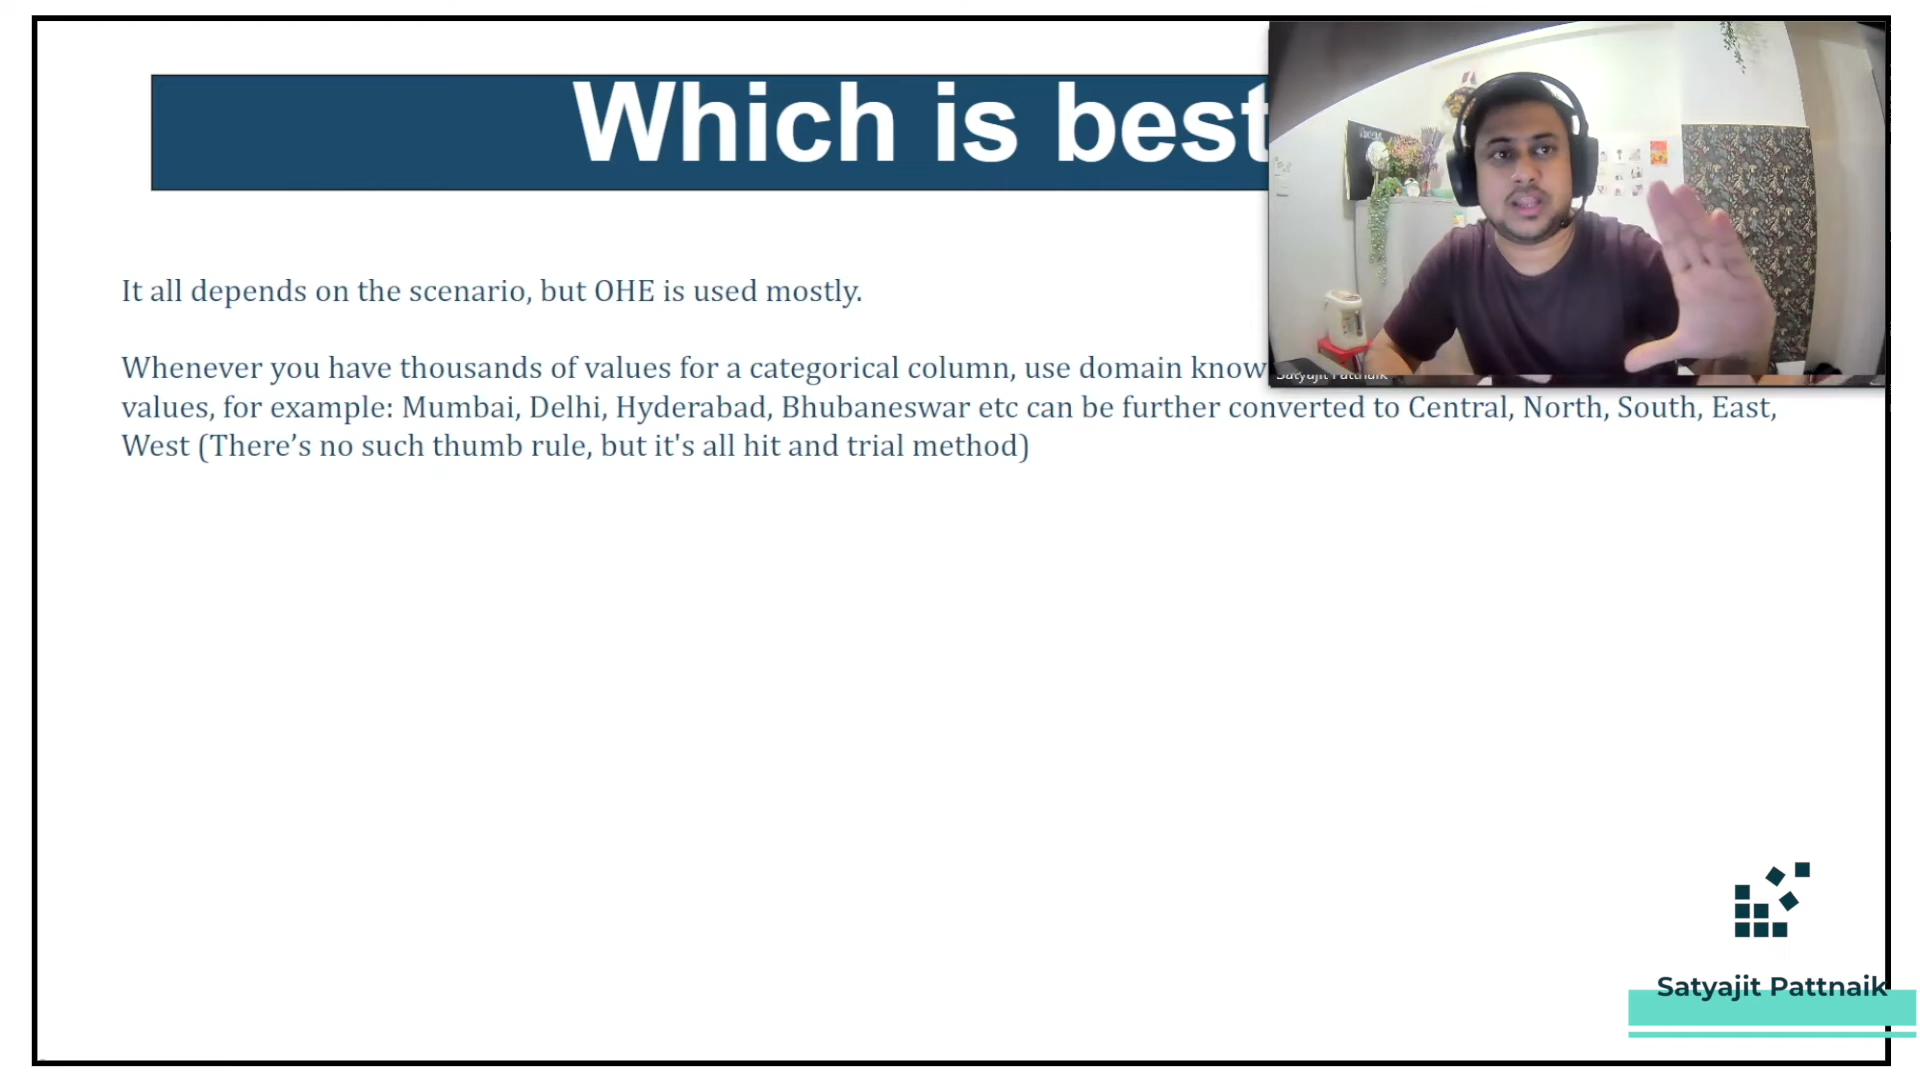 Which is best
It all depends on the scenario, but OHE is used mostly.
Whenever you have thousands of values for a categorical column, use domain know
values, for example: Mumbai, Delhi, Hyderabad, Bhubaneswar etc can be further converted to Central, North, South, East,
West (There’s no such thumb rule, but it's all hit and trial method)
Satyajit Pattnaik
Satyajit Pattnaik